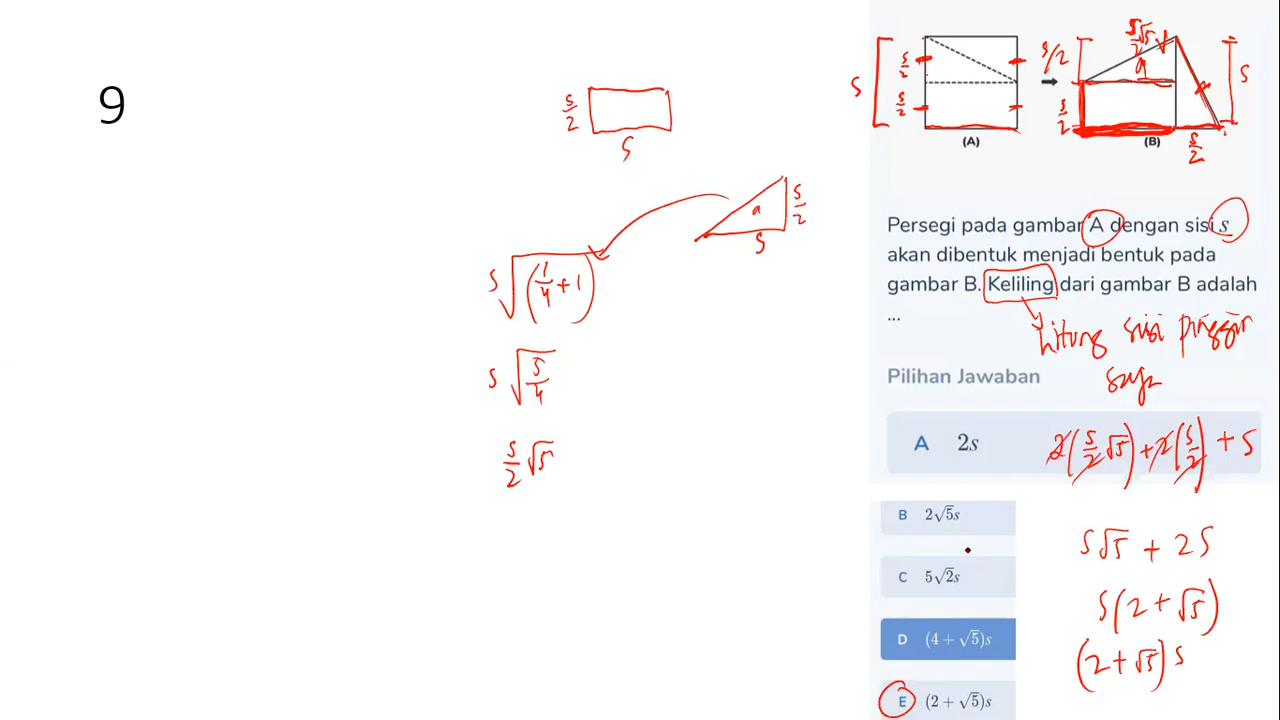 9
s/2
s
a
s/2
s
s√(1/4 + 1)
s√(5/4)
s/2 √5
s
s/2
s/2
(A)
s/2
s/2
s/2 √5
a
s
s/2
(B)
Persegi pada gambar A dengan sisi s
akan dibentuk menjadi bentuk pada
gambar B. Keliling dari gambar B adalah
...
hitung sisi pinggir
saja
Pilihan Jawaban
A 2s
2(s/2 √5) + 2(s/2) + s
B 2√5s
C 5√2s
D (4 + √5)s
E (2 + √5)s
s√5 + 2s
s(2 + √5)
(2 + √5) s